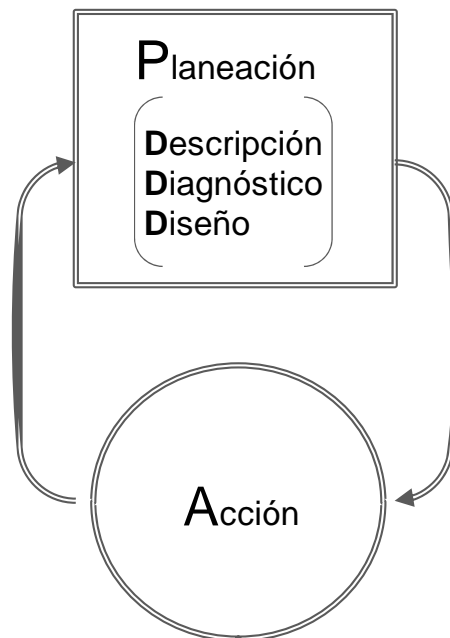 Planeación
Descripción
Diagnóstico
Diseño
Acción